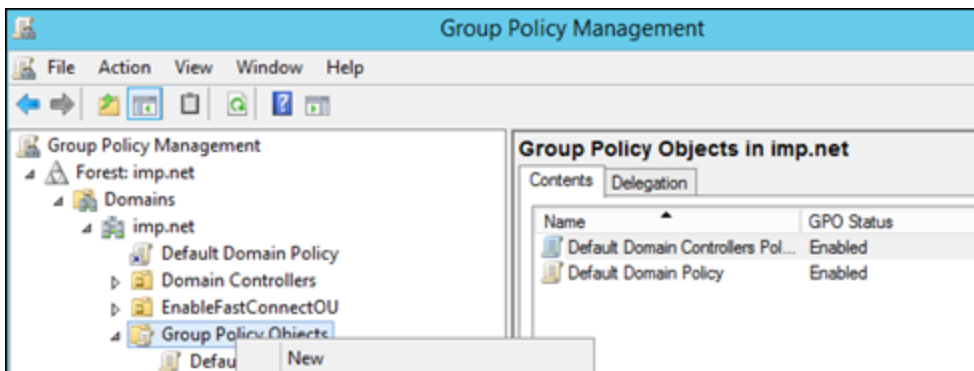 Group Policy Management
File Action View Window Help
Group Policy Management
Forest: imp.net
Domains
imp.net
Default Domain Policy
Domain Controllers
EnableFastConnectOU
Group Policy Objects
Defau
New
Group Policy Objects in imp.net
Contents Delegation
Name GPO Status
Default Domain Controllers Pol... Enabled
Default Domain Policy Enabled